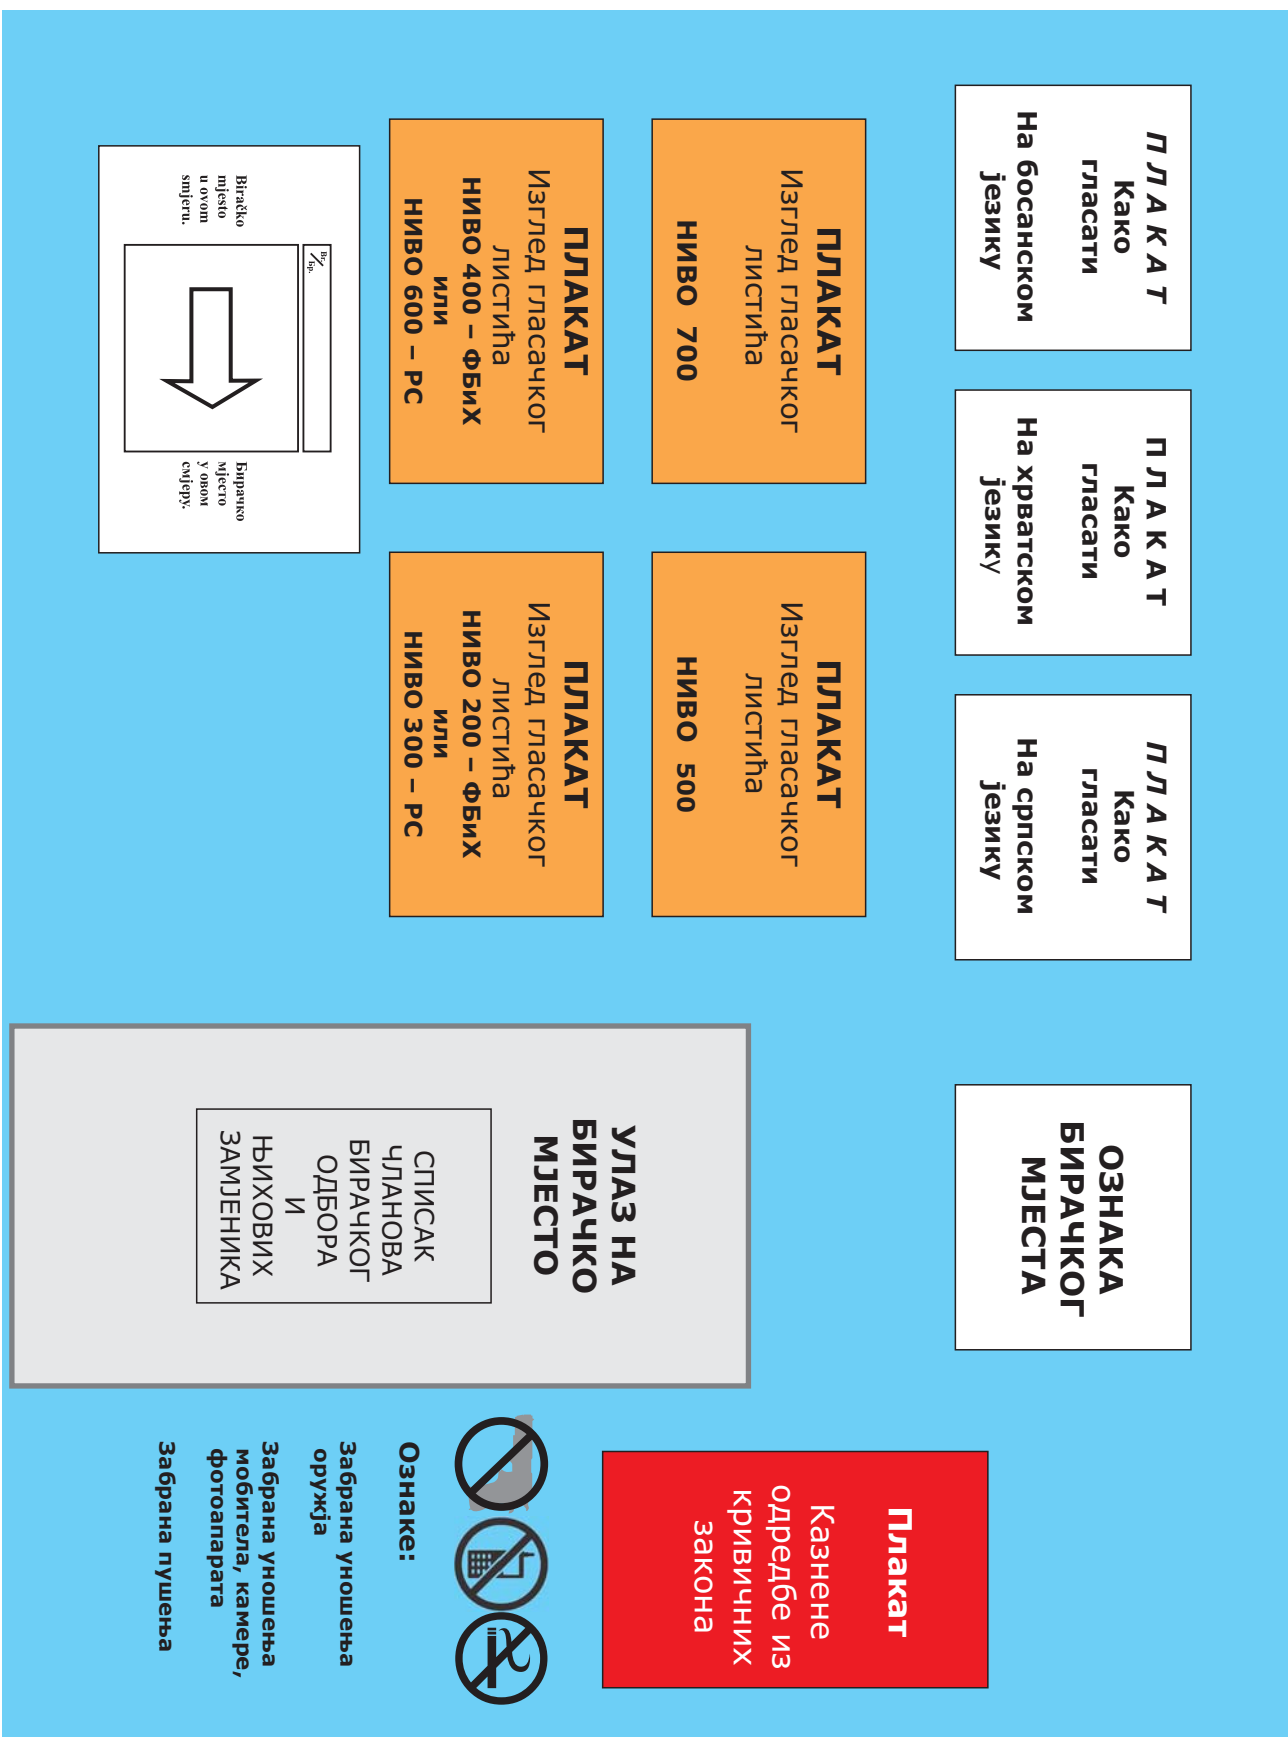 ПЛАКАТ
Како
гласати
На босанском
језику
ПЛАКАТ
Како
гласати
На хрватском
језику
ПЛАКАТ
Како
гласати
На српском
језику
ОЗНАКА
БИРАЧКОГ
МЈЕСТА
ПЛАКАТ
Изглед гласачког
листића
НИВО 700
ПЛАКАТ
Изглед гласачког
листића
НИВО 500
ПЛАКАТ
Изглед гласачког
листића
НИВО 400 – ФБиХ
или
НИВО 600 – РС
ПЛАКАТ
Изглед гласачког
листића
НИВО 200 – ФБиХ
или
НИВО 300 – РС
Biračko
mjesto
u ovom
smjeru.
Br.
Бр.
Бирачко
мјесто
у овом
смјеру.
УЛАЗ НА
БИРАЧКО
МЈЕСТО
СПИСАК
ЧЛАНОВА
БИРАЧКОГ
ОДБОРА
И
ЊИХОВИХ
ЗАМЈЕНИКА
Плакат
Казнене
одредбе из
кривичних
закона
Ознаке:
Забрана уношења
оружја
Забрана уношења
мобитела, камере,
фотоапарата
Забрана пушења